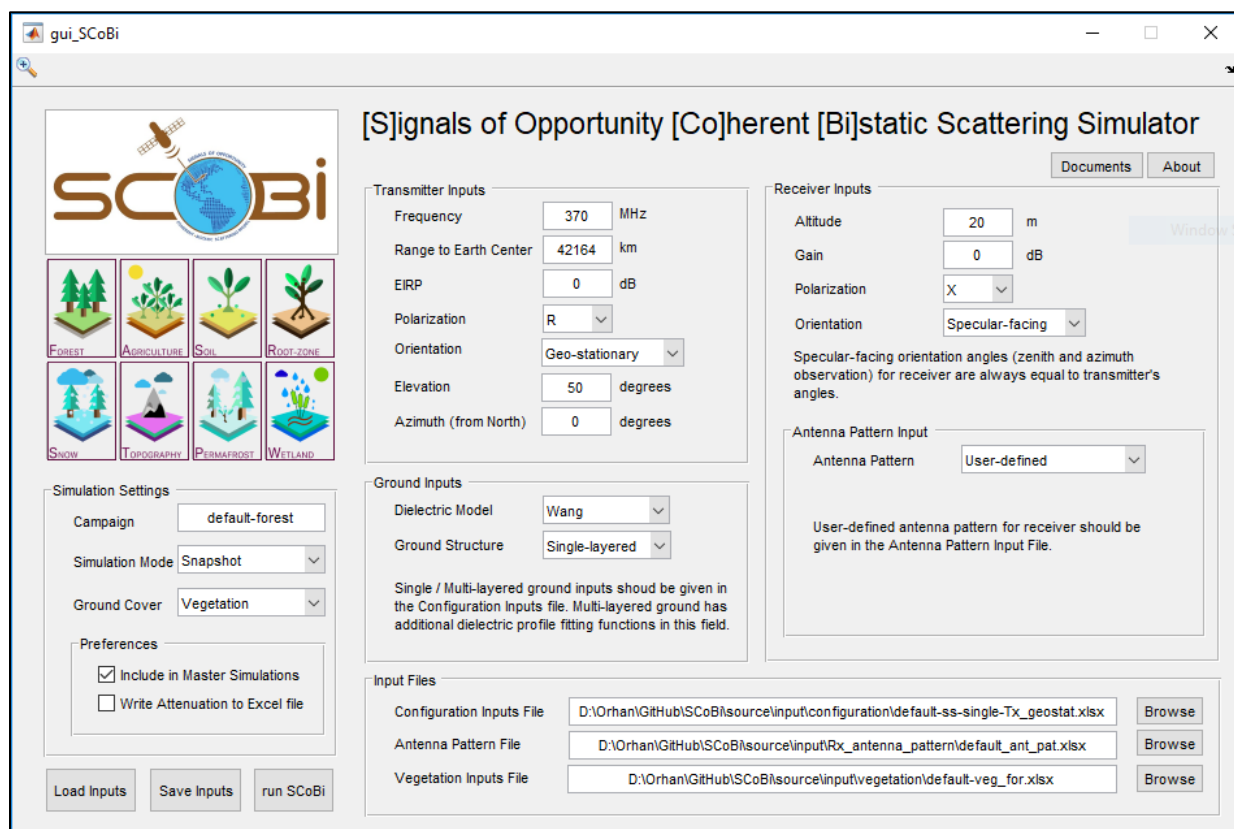 gui_SCoBi
[S]ignals of Opportunity [Co]herent [Bi]static Scattering Simulator
Documents
About
SIGNALS OF OPPORTUNITY
SCOBi
FOREST
AGRICULTURE
SOIL
ROOT-ZONE
SNOW
TOPOGRAPHY
PERMAFROST
WETLAND
Simulation Settings
Campaign default-forest
Simulation Mode Snapshot
Ground Cover Vegetation
Preferences
Include in Master Simulations
Write Attenuation to Excel file
Load Inputs
Save Inputs
run SCoBi
Transmitter Inputs
Frequency 370 MHz
Range to Earth Center 42164 km
EIRP 0 dB
Polarization R
Orientation Geo-stationary
Elevation 50 degrees
Azimuth (from North) 0 degrees
Ground Inputs
Dielectric Model Wang
Ground Structure Single-layered
Single / Multi-layered ground inputs shoud be given in
the Configuration Inputs file. Multi-layered ground has
additional dielectric profile fitting functions in this field.
Receiver Inputs
Altitude 20 m
Gain 0 dB
Polarization X
Orientation Specular-facing
Specular-facing orientation angles (zenith and azimuth
observation) for receiver are always equal to transmitter's
angles.
Antenna Pattern Input
Antenna Pattern User-defined
User-defined antenna pattern for receiver should be
given in the Antenna Pattern Input File.
Window
Input Files
Configuration Inputs File D:\Orhan\GitHub\SCoBi\source\input\configuration\default-ss-single-Tx_geostat.xlsx Browse
Antenna Pattern File D:\Orhan\GitHub\SCoBi\source\input\Rx_antenna_pattern\default_ant_pat.xlsx Browse
Vegetation Inputs File D:\Orhan\GitHub\SCoBi\source\input\vegetation\default-veg_for.xlsx Browse